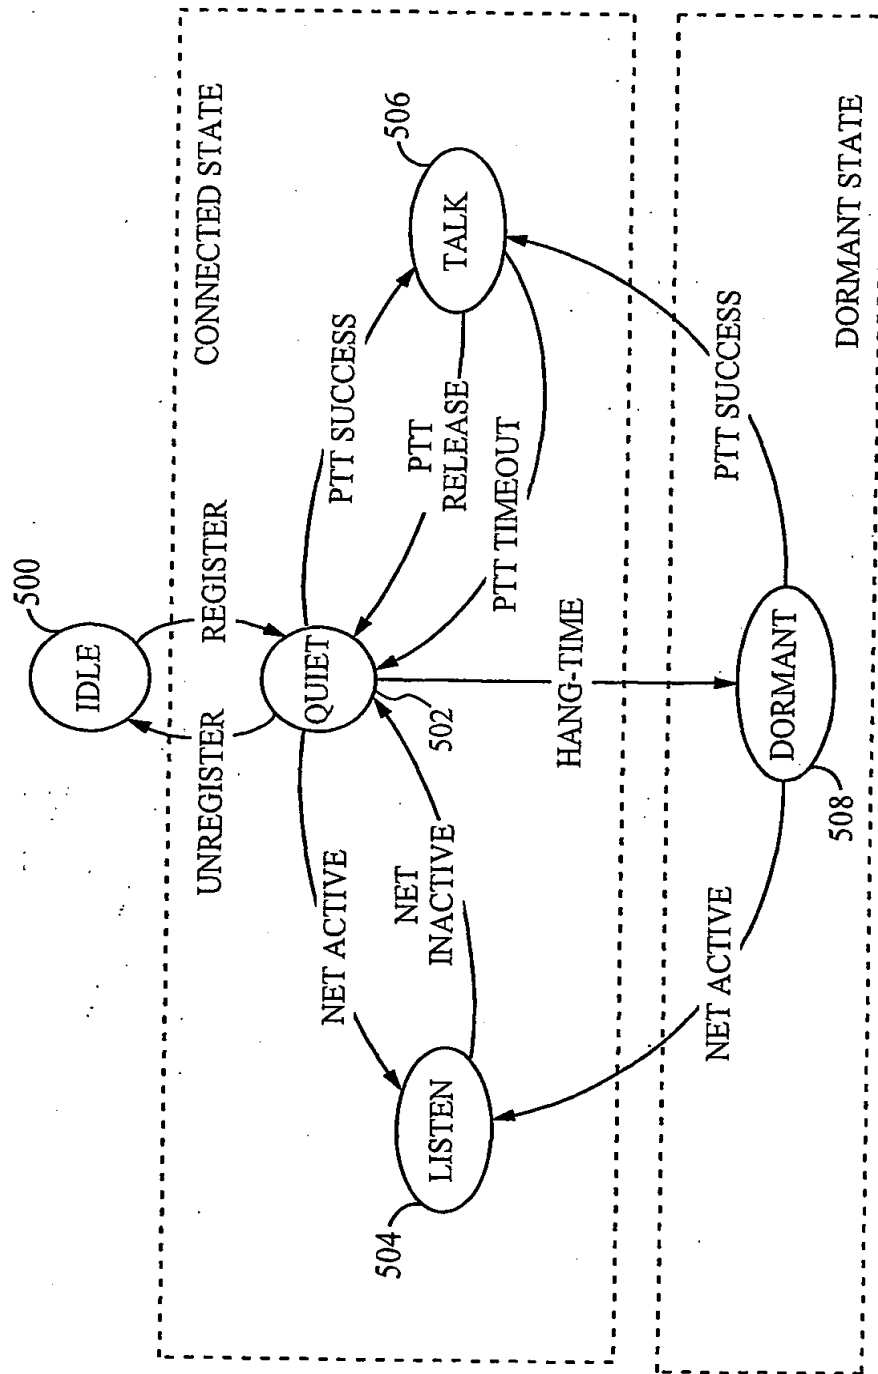 500
IDLE
UNREGISTER
REGISTER
CONNECTED STATE
QUIET
502
NET ACTIVE
PTT SUCCESS
NET
INACTIVE
PTT
RELEASE
504
LISTEN
506
TALK
PTT TIMEOUT
HANG-TIME
NET ACTIVE
PTT SUCCESS
DORMANT
508
DORMANT STATE